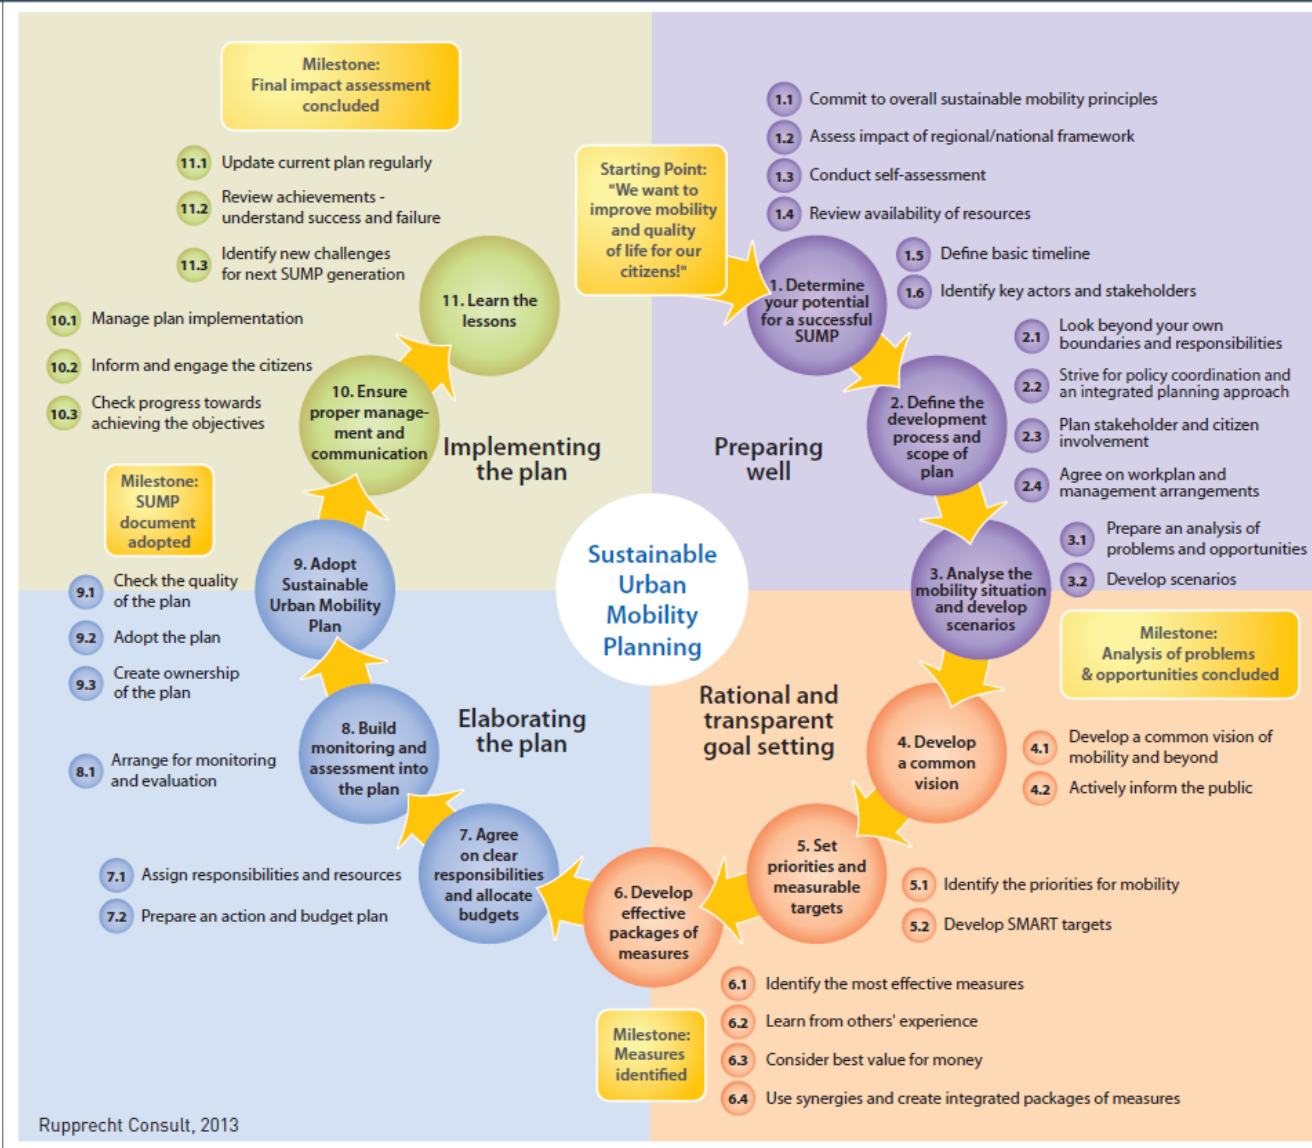 Milestone:
Final impact assessment
concluded
11.1 Update current plan regularly
11.2 Review achievements -
understand success and failure
11.3 Identify new challenges
for next SUMP generation
Starting Point:
"We want to
improve mobility
and quality
of life for our
citizens!"
1.1 Commit to overall sustainable mobility principles
1.2 Assess impact of regional/national framework
1.3 Conduct self-assessment
1.4 Review availability of resources
1.5 Define basic timeline
1.6 Identify key actors and stakeholders
1. Determine
your potential
for a successful
SUMP
2.1 Look beyond your own
boundaries and responsibilities
2.2 Strive for policy coordination and
an integrated planning approach
2.3 Plan stakeholder and citizen
involvement
2.4 Agree on workplan and
management arrangements
2. Define the
development
process and
scope of
plan
Preparing
well
3.1 Prepare an analysis of
problems and opportunities
3.2 Develop scenarios
3. Analyse the
mobility situation
and develop
scenarios
Milestone:
Analysis of problems
& opportunities concluded
Sustainable
Urban
Mobility
Planning
Rational and
transparent
goal setting
4. Develop
a common
vision
4.1 Develop a common vision of
mobility and beyond
4.2 Actively inform the public
5. Set
priorities and
measurable
targets
5.1 Identify the priorities for mobility
5.2 Develop SMART targets
6. Develop
effective
packages of
measures
6.1 Identify the most effective measures
6.2 Learn from others' experience
6.3 Consider best value for money
6.4 Use synergies and create integrated packages of measures
Milestone:
Measures
identified
7. Agree
on clear
responsibilities
and allocate
budgets
7.1 Assign responsibilities and resources
7.2 Prepare an action and budget plan
Elaborating
the plan
8. Build
monitoring and
assessment into
the plan
8.1 Arrange for monitoring
and evaluation
9. Adopt
Sustainable
Urban Mobility
Plan
9.1 Check the quality
of the plan
9.2 Adopt the plan
9.3 Create ownership
of the plan
Milestone:
SUMP
document
adopted
10. Ensure
proper manage-
ment and
communication
10.1 Manage plan implementation
10.2 Inform and engage the citizens
10.3 Check progress towards
achieving the objectives
Implementing
the plan
11. Learn the
lessons
Rupprecht Consult, 2013